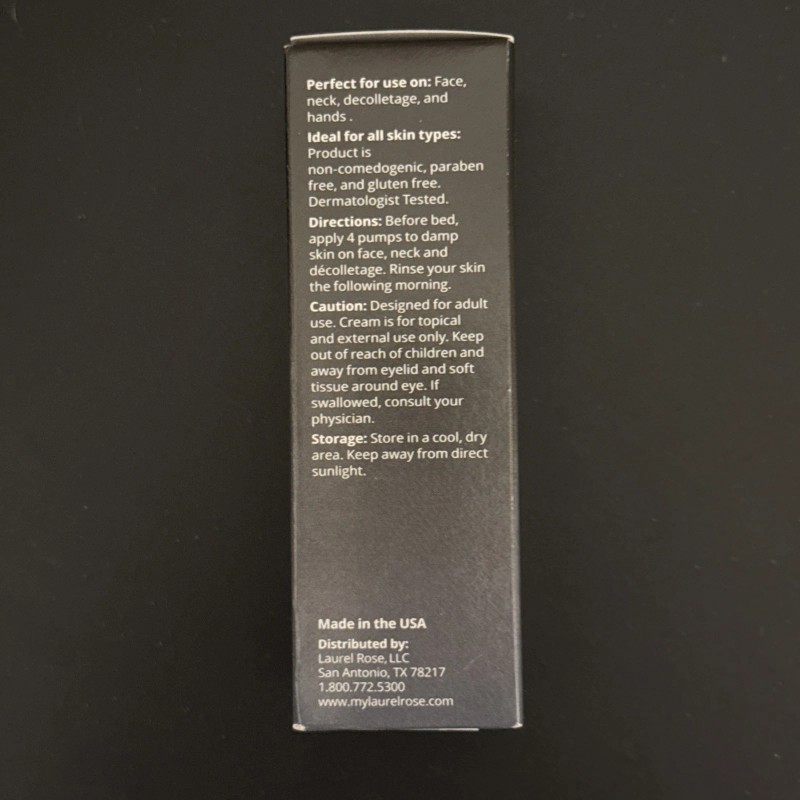 Perfect for use on: Face,
neck, decolletage, and
hands .
Ideal for all skin types:
Product is
non-comedogenic, paraben
free, and gluten free.
Dermatologist Tested.
Directions: Before bed,
apply 4 pumps to damp
skin on face, neck and
décolletage. Rinse your skin
the following morning.
Caution: Designed for adult
use. Cream is for topical
and external use only. Keep
out of reach of children and
away from eyelid and soft
tissue around eye. If
swallowed, consult your
physician.
Storage: Store in a cool, dry
area. Keep away from direct
sunlight.
Made in the USA
Distributed by:
Laurel Rose, LLC
San Antonio, TX 78217
1.800.772.5300
www.mylaurelrose.com